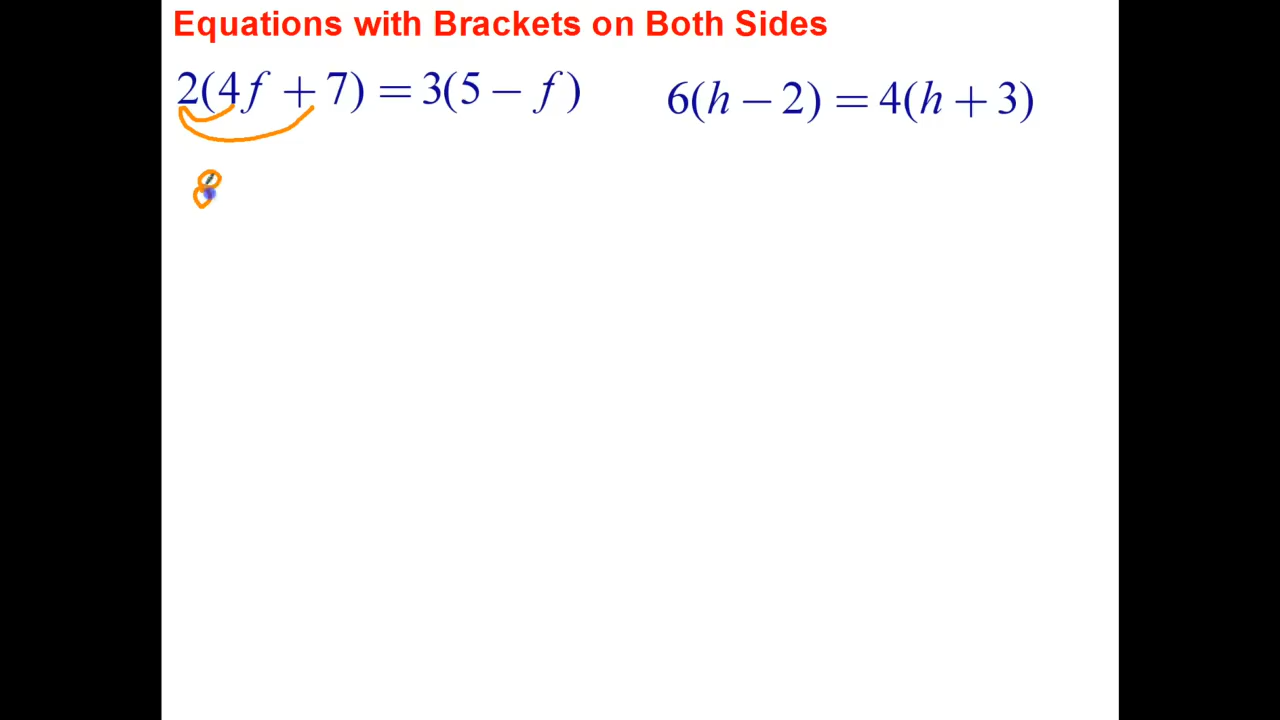 Equations with Brackets on Both Sides
2(4f + 7) = 3(5 − f)
6(h − 2) = 4(h + 3)
8